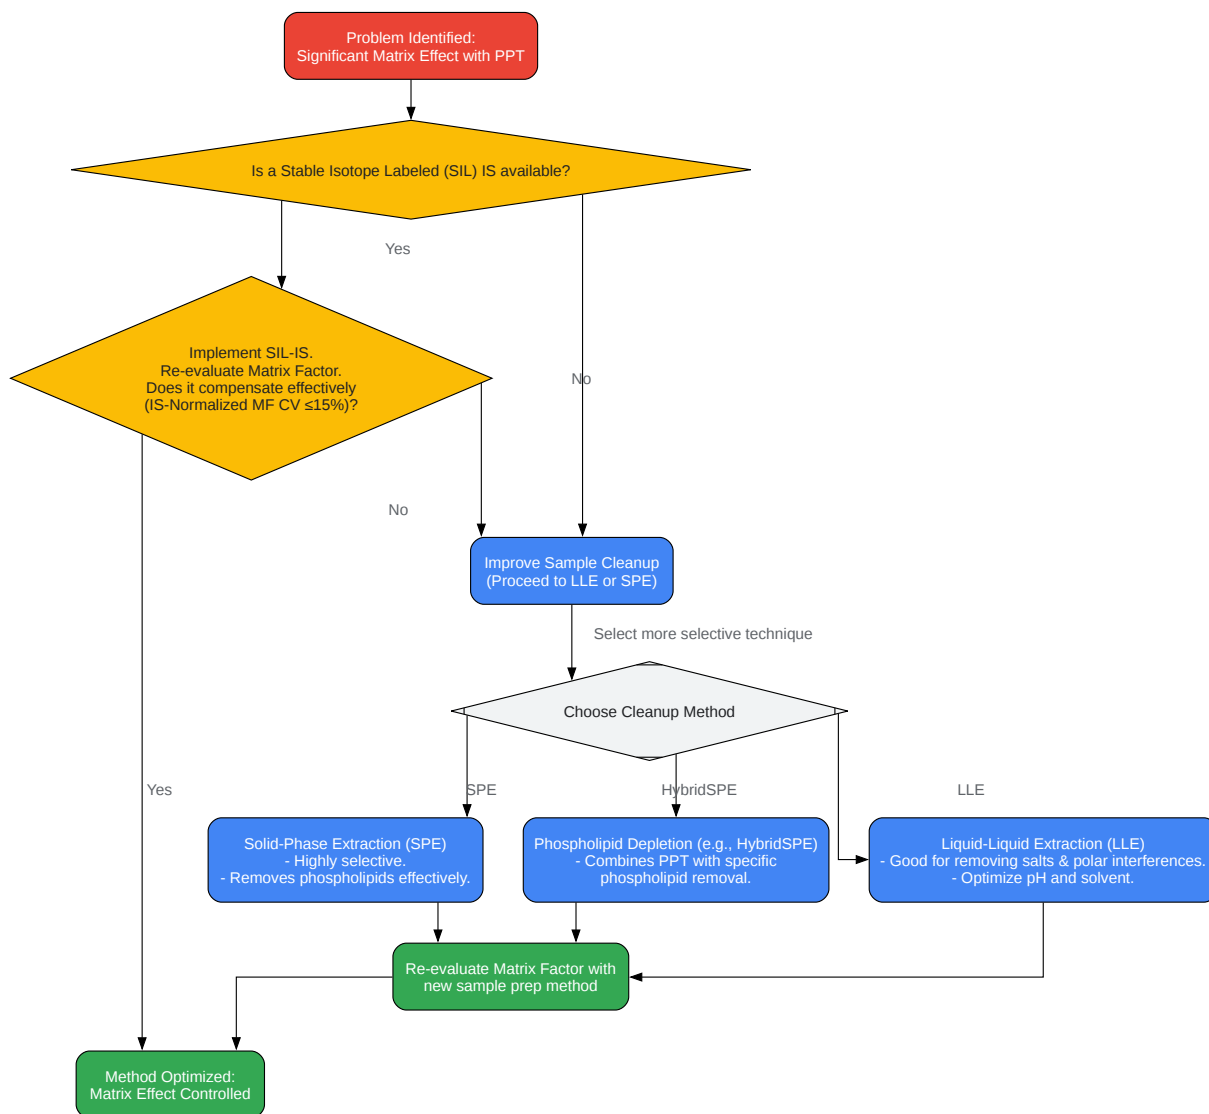 Problem Identified:
Significant Matrix Effect with PPT
Is a Stable Isotope Labeled (SIL) IS available?
Yes
Implement SIL-IS.
Re-evaluate Matrix Factor.
Does it compensate effectively
(IS-Normalized MF CV ≤15%)?
No
No
Improve Sample Cleanup
(Proceed to LLE or SPE)
Select more selective technique
Choose Cleanup Method
Yes
SPE
HybridSPE
LLE
Solid-Phase Extraction (SPE)
- Highly selective.
- Removes phospholipids effectively.
Phospholipid Depletion (e.g., HybridSPE)
- Combines PPT with specific
phospholipid removal.
Liquid-Liquid Extraction (LLE)
- Good for removing salts & polar interferences.
- Optimize pH and solvent.
Re-evaluate Matrix Factor with
new sample prep method
Method Optimized:
Matrix Effect Controlled